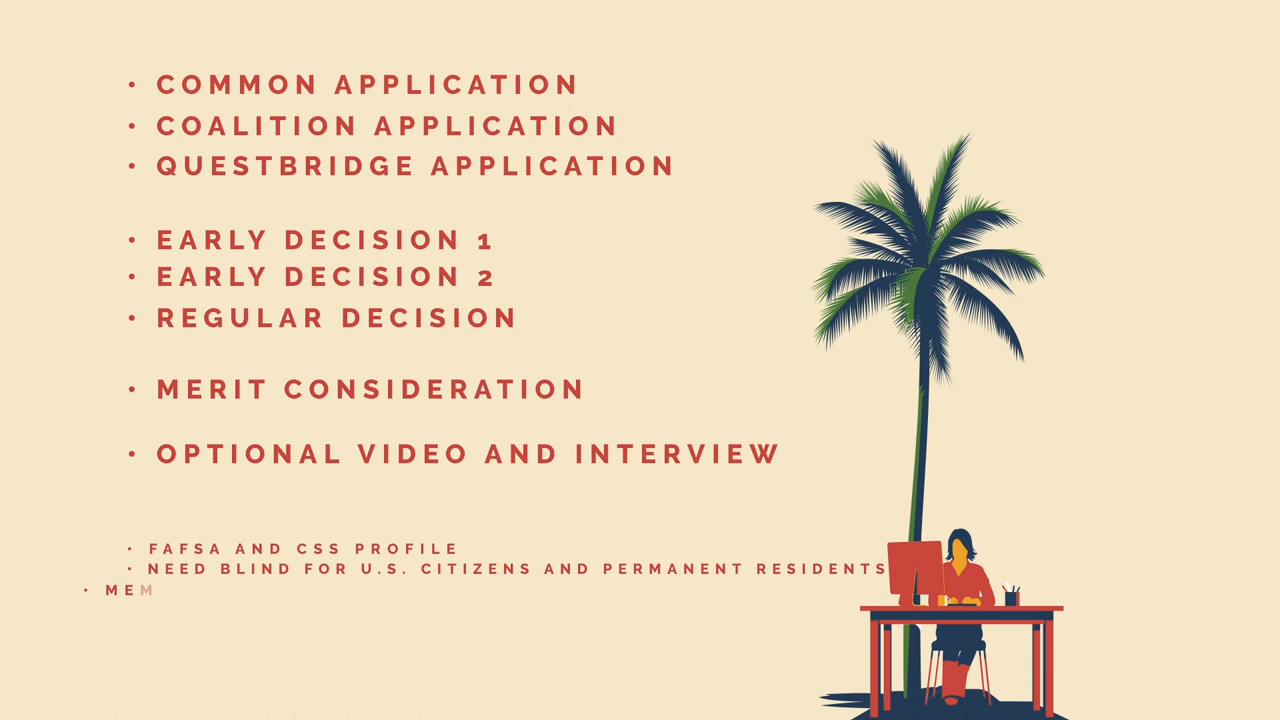 • COMMON APPLICATION
• COALITION APPLICATION
• QUESTBRIDGE APPLICATION
• EARLY DECISION 1
• EARLY DECISION 2
• REGULAR DECISION
• MERIT CONSIDERATION
• OPTIONAL VIDEO AND INTERVIEW
• FAFSA AND CSS PROFILE
• NEED BLIND FOR U.S. CITIZENS AND PERMANENT RESIDENTS
• MEM